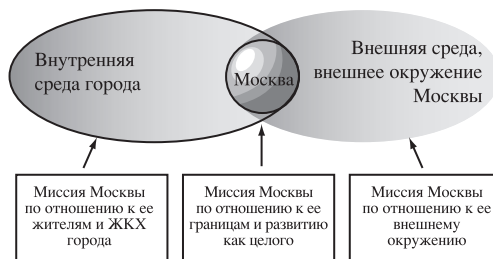 Внутренняя
среда города
Москва
Внешняя среда,
внешнее окружение
Москвы
Миссия Москвы
по отношению к ее
жителям и ЖКХ
города
Миссия Москвы
по отношению к ее
границам и развитию
как целого
Миссия Москвы
по отношению к ее
внешнему
окружению